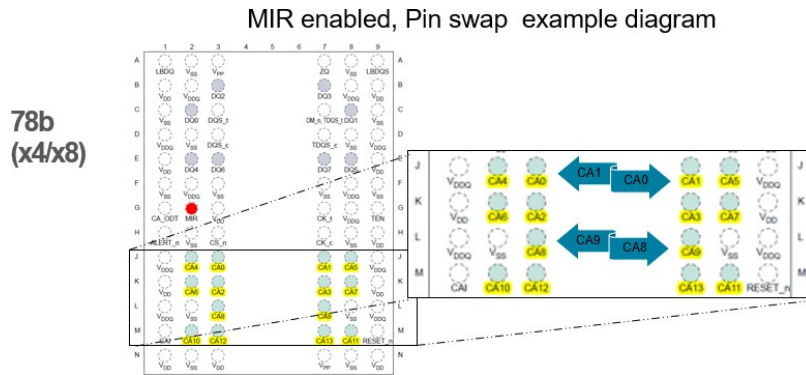 MIR enabled, Pin swap example diagram
78b
(x4/x8)
1 2 3 4 5 6 7 8 9
A A
LBDQ VSS VPP ZQ VSS LBDQS
B B
VDD VDDQ DQ2 DQ3 VDDQ VDD
C C
VSS DQ0 DQS_t DM_n, TDQS_t DQ1 VSS
D D
VDDQ VSS DQS_c TDQS_c VSS VDDQ
E E
VDD DQ4 DQ6 DQ7 DQ5 VDD
F F
VSS VDDQ VSS VSS VDDQ VSS
G G
CA_ODT MIR VDD CK_t VDDQ TEN
H H
ALERT_n VSS CS_n CK_c VSS VDD
J J
VDDQ CA4 CA0 CA1 CA5 VDDQ
K K
VDD CA6 CA2 CA3 CA7 VDD
L L
VDDQ VSS CA8 CA9 VSS VDDQ
M M
CAI CA10 CA12 CA13 CA11 RESET_n
N N
VDD VSS VDD VPP VSS VDD
J
VDDQ CA4 CA0 CA1 CA0 CA1 CA5 VDDQ
K
VDD CA6 CA2 CA3 CA7 VDD
L
VDDQ VSS CA8 CA9 CA8 CA9 VSS VDDQ
M
CAI CA10 CA12 CA13 CA11 RESET_n